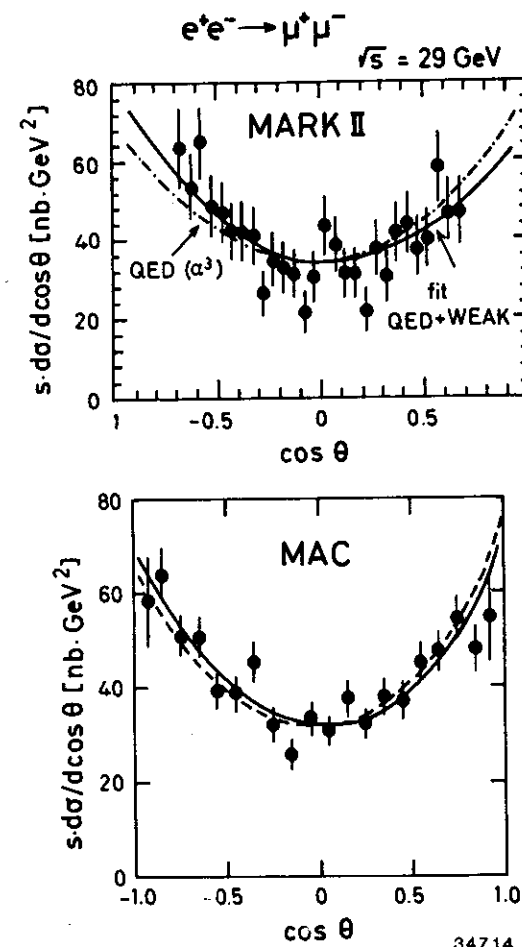 e⁺e⁻ → μ⁺μ⁻
√s = 29 GeV
s·dσ/dcosθ [nb·GeV²]
80
60
40
20
0
MARK II
QED (α³)
fit
QED+WEAK
1
-0.5
0
0.5
1
cos θ
s·dσ/dcosθ [nb·GeV²]
80
60
40
20
0
MAC
-1.0
-0.5
0
0.5
1.0
cos θ
34714